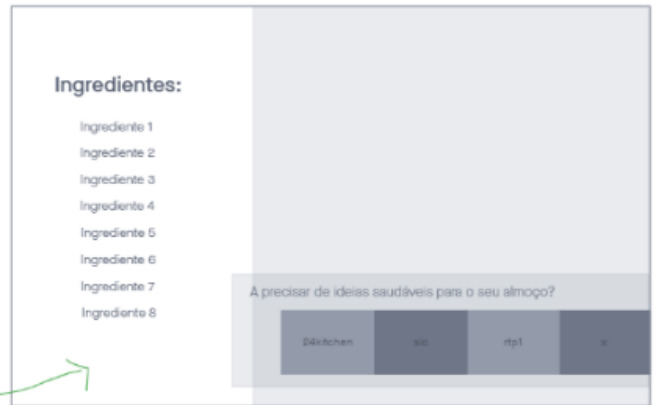 Ingredientes:
Ingrediente 1
Ingrediente 2
Ingrediente 3
Ingrediente 4
Ingrediente 5
Ingrediente 6
Ingrediente 7
Ingrediente 8
A precisar de ideias saudáveis para o seu almoço?
24kitchen sic rtp1 x